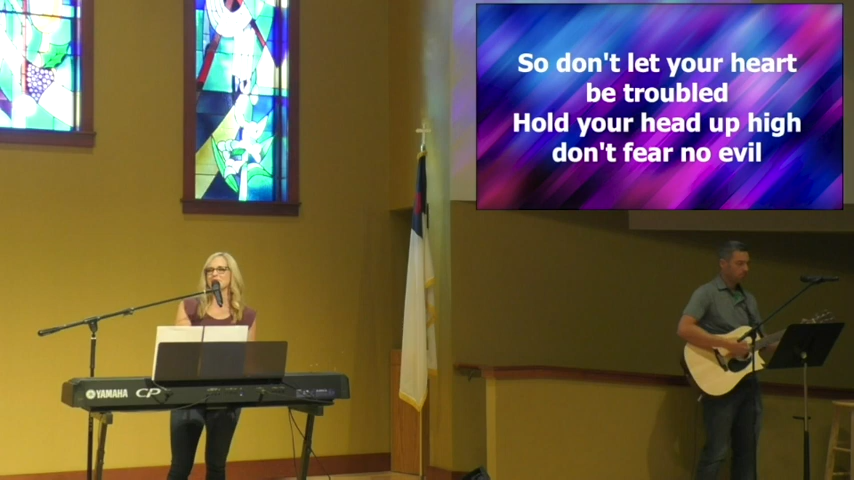 So don't let your heart
be troubled
Hold your head up high
don't fear no evil
YAMAHA CP